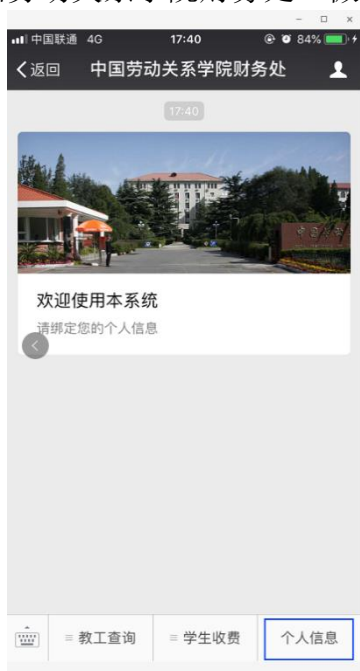 中国联通 4G 17:40 84%
返回 中国劳动关系学院财务处
17:40
欢迎使用本系统
请绑定您的个人信息
教工查询 学生收费 个人信息